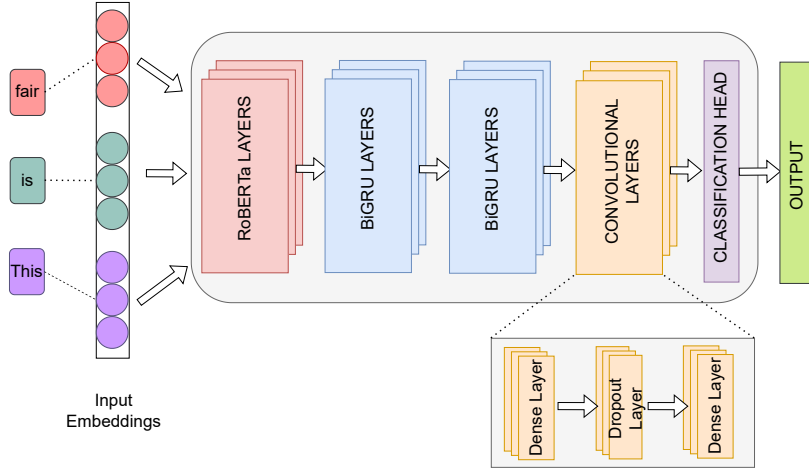 fair
is
This
Input
Embeddings
RoBERTa LAYERS
BiGRU LAYERS
BiGRU LAYERS
CONVOLUTIONAL
LAYERS
CLASSIFICATION HEAD
OUTPUT
Dense Layer
Dropout
Layer
Dense Layer